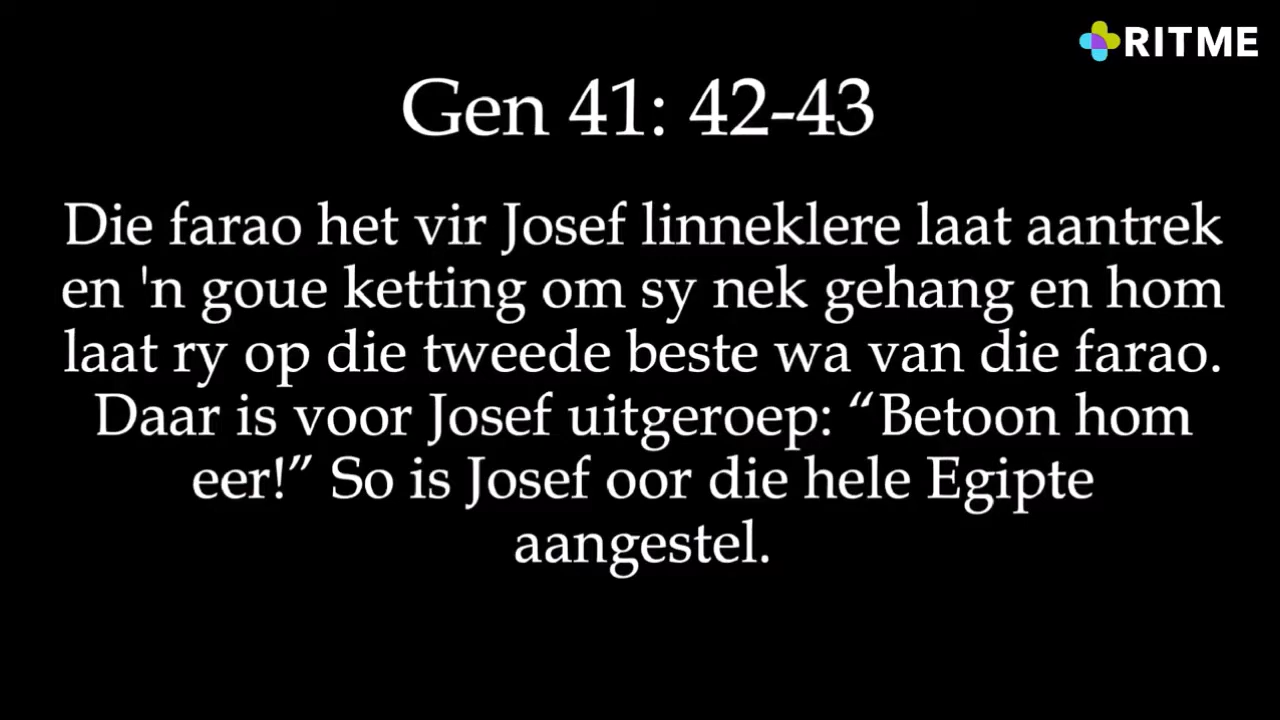 RITME
Gen 41: 42-43
Die farao het vir Josef linneklere laat aantrek
en 'n goue ketting om sy nek gehang en hom
laat ry op die tweede beste wa van die farao.
Daar is voor Josef uitgeroep: “Betoon hom
eer!” So is Josef oor die hele Egipte
aangestel.